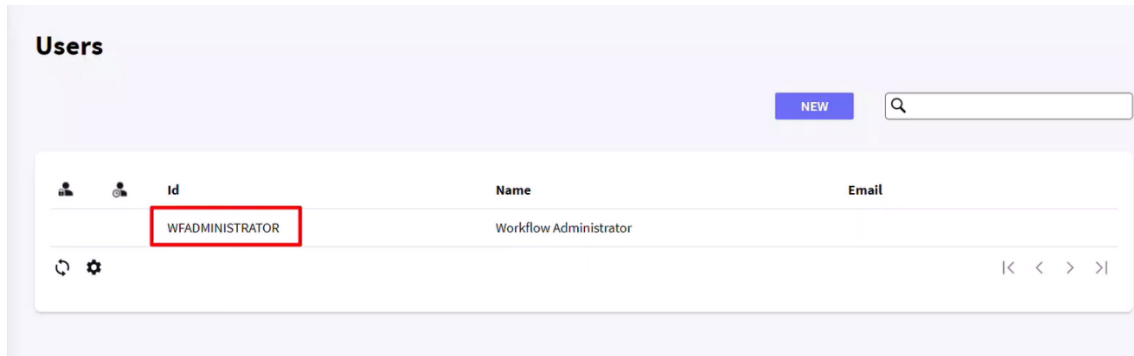 Users
NEW
Id Name Email
WFADMINISTRATOR Workflow Administrator